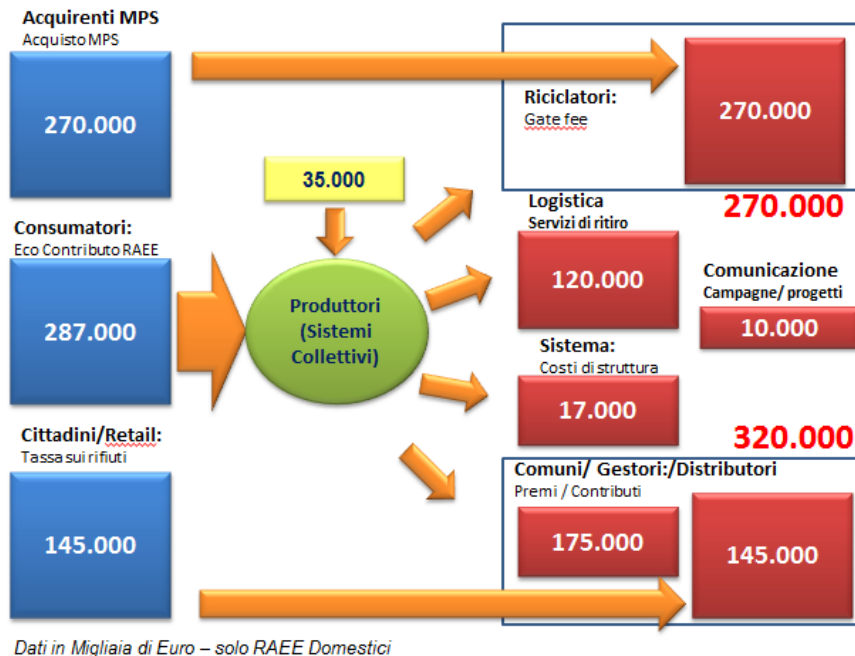 Acquirenti MPS
Acquisto MPS
270.000
Riciclatori:
Gate fee
270.000
270.000
35.000
Consumatori:
Eco Contributo RAEE
287.000
Produttori
(Sistemi
Collettivi)
Logistica
Servizi di ritiro
120.000
Comunicazione
Campagne/ progetti
10.000
Sistema:
Costi di struttura
17.000
320.000
Cittadini/Retail:
Tassa sui rifiuti
145.000
Comuni/ Gestori:/Distributori
Premi / Contributi
175.000
145.000
Dati in Migliaia di Euro – solo RAEE Domestici